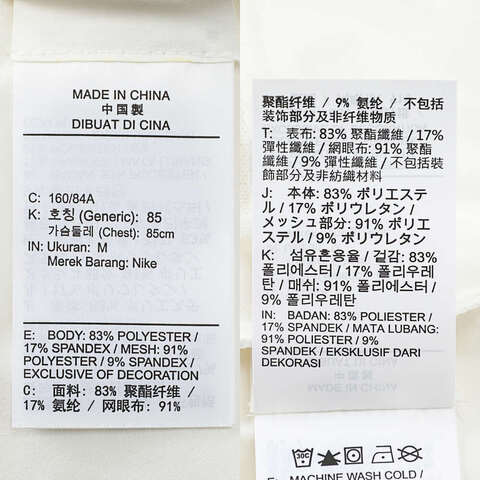 MADE IN CHINA
中国製
DIBUAT DI CINA
C: 160/84A
K: 호칭 (Generic): 85
가슴둘레 (Chest): 85cm
IN: Ukuran: M
Merek Barang: Nike
E: BODY: 83% POLYESTER /
17% SPANDEX / MESH: 91%
POLYESTER / 9% SPANDEX /
EXCLUSIVE OF DECORATION
C: 面料: 83% 聚酯纤维 /
17% 氨纶 / 网眼布: 91%
聚酯纤维 / 9% 氨纶 / 不包括
装饰部分及非纤维物质
T: 表布: 83% 聚酯纖維 / 17%
彈性纖維 / 網眼布: 91% 聚酯
纖維 / 9% 彈性纖維 / 不包括裝
飾部分及非紡織材料
J: 本体: 83% ポリエステ
ル / 17% ポリウレタン /
メッシュ部分: 91% ポリエ
ステル / 9% ポリウレタン
K: 섬유혼용율 / 겉감: 83%
폴리에스터 / 17% 폴리우레
탄 / 매쉬: 91% 폴리에스터 /
9% 폴리우레탄
IN: BADAN: 83% POLIESTER /
17% SPANDEK / MATA LUBANG:
91% POLIESTER / 9%
SPANDEK / EKSKLUSIF DARI
DEKORASI
30C
E: MACHINE WASH COLD /